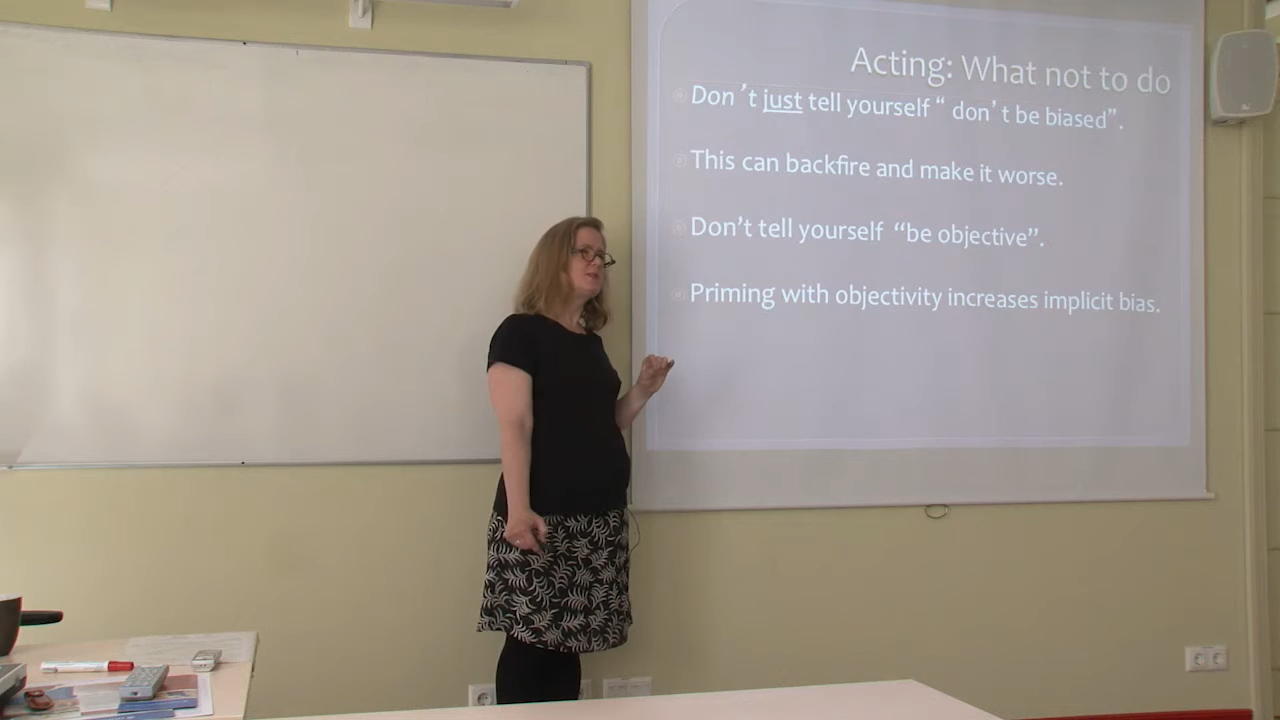 Acting: What not to do
Don't just tell yourself “ don't be biased”.
This can backfire and make it worse.
Don't tell yourself “be objective”.
Priming with objectivity increases implicit bias.